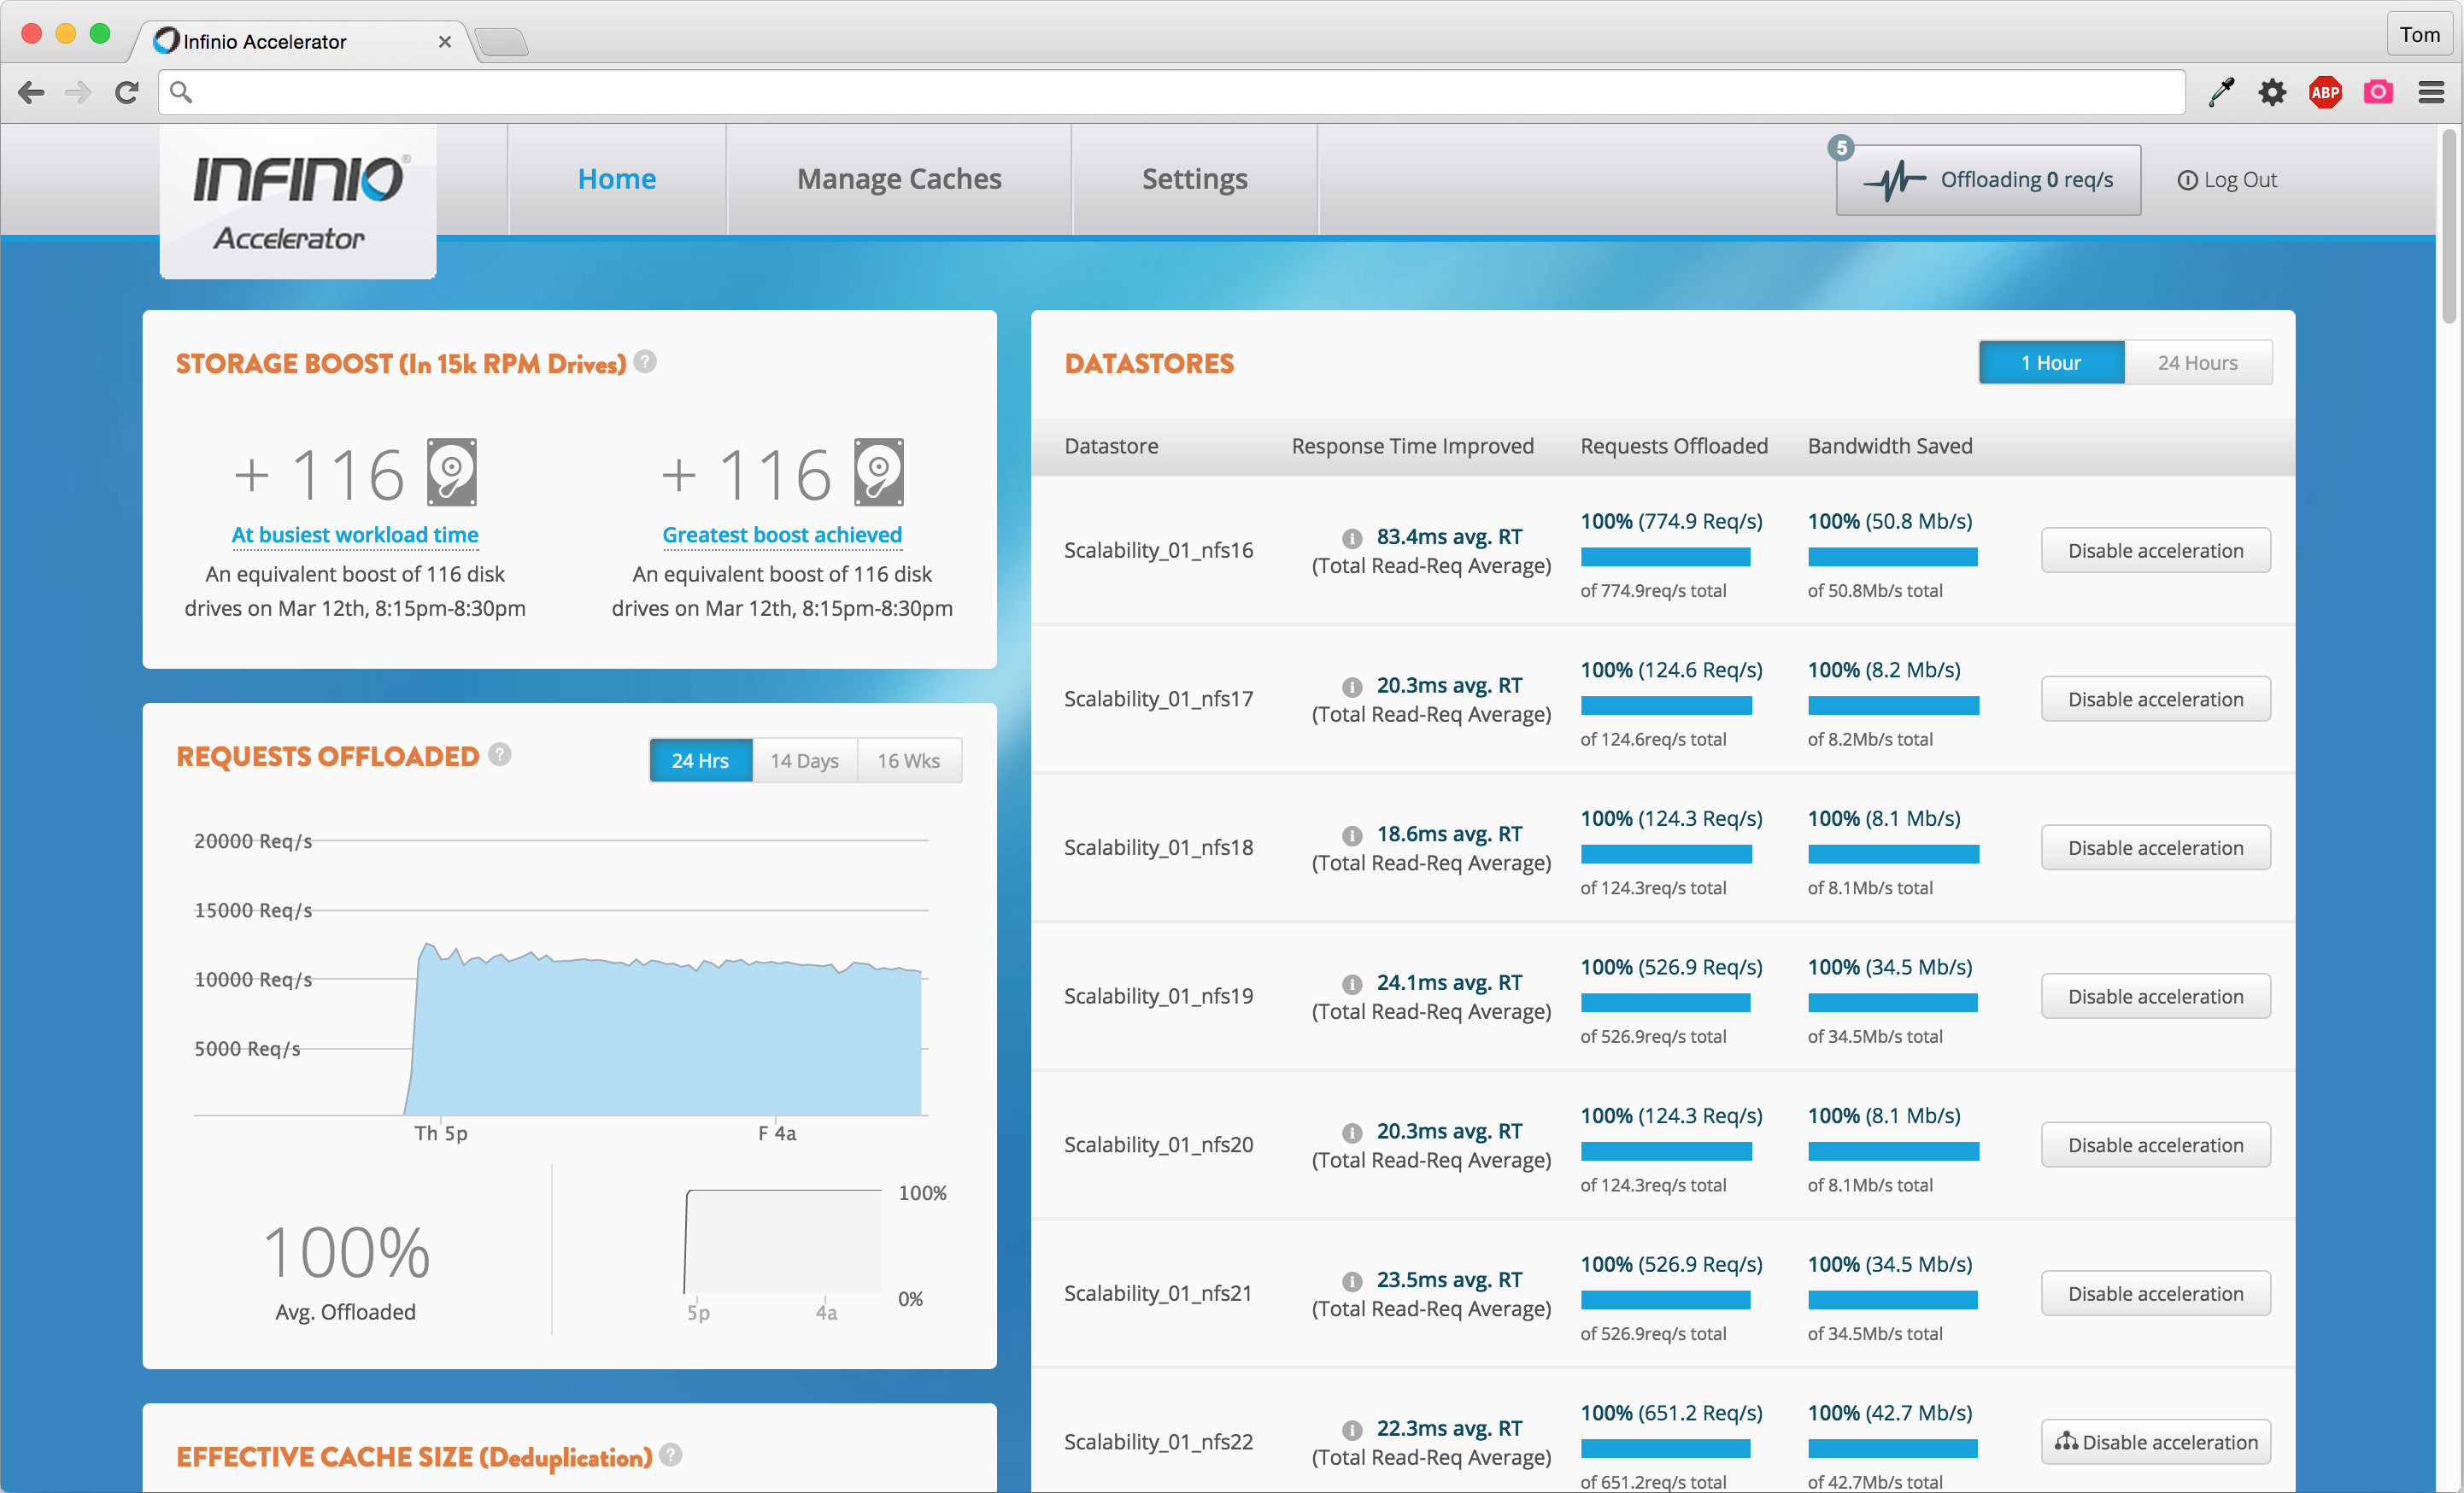 Infinio Accelerator
Tom
ABP
INFINIO®
Accelerator
Home
Manage Caches
Settings
5
Offloading 0 req/s
Log Out
STORAGE BOOST (In 15k RPM Drives) ?
+ 116
At busiest workload time
An equivalent boost of 116 disk
drives on Mar 12th, 8:15pm-8:30pm
+ 116
Greatest boost achieved
An equivalent boost of 116 disk
drives on Mar 12th, 8:15pm-8:30pm
REQUESTS OFFLOADED ?
24 Hrs
14 Days
16 Wks
20000 Req/s
15000 Req/s
10000 Req/s
5000 Req/s
Th 5p
F 4a
100%
Avg. Offloaded
100%
0%
5p
4a
EFFECTIVE CACHE SIZE (Deduplication) ?
DATASTORES
1 Hour
24 Hours
Datastore Response Time Improved Requests Offloaded Bandwidth Saved
Scalability_01_nfs16
83.4ms avg. RT
(Total Read-Req Average)
100% (774.9 Req/s)
of 774.9req/s total
100% (50.8 Mb/s)
of 50.8Mb/s total
Disable acceleration
Scalability_01_nfs17
20.3ms avg. RT
(Total Read-Req Average)
100% (124.6 Req/s)
of 124.6req/s total
100% (8.2 Mb/s)
of 8.2Mb/s total
Disable acceleration
Scalability_01_nfs18
18.6ms avg. RT
(Total Read-Req Average)
100% (124.3 Req/s)
of 124.3req/s total
100% (8.1 Mb/s)
of 8.1Mb/s total
Disable acceleration
Scalability_01_nfs19
24.1ms avg. RT
(Total Read-Req Average)
100% (526.9 Req/s)
of 526.9req/s total
100% (34.5 Mb/s)
of 34.5Mb/s total
Disable acceleration
Scalability_01_nfs20
20.3ms avg. RT
(Total Read-Req Average)
100% (124.3 Req/s)
of 124.3req/s total
100% (8.1 Mb/s)
of 8.1Mb/s total
Disable acceleration
Scalability_01_nfs21
23.5ms avg. RT
(Total Read-Req Average)
100% (526.9 Req/s)
of 526.9req/s total
100% (34.5 Mb/s)
of 34.5Mb/s total
Disable acceleration
Scalability_01_nfs22
22.3ms avg. RT
(Total Read-Req Average)
100% (651.2 Req/s)
of 651.2req/s total
100% (42.7 Mb/s)
of 42.7Mb/s total
Disable acceleration